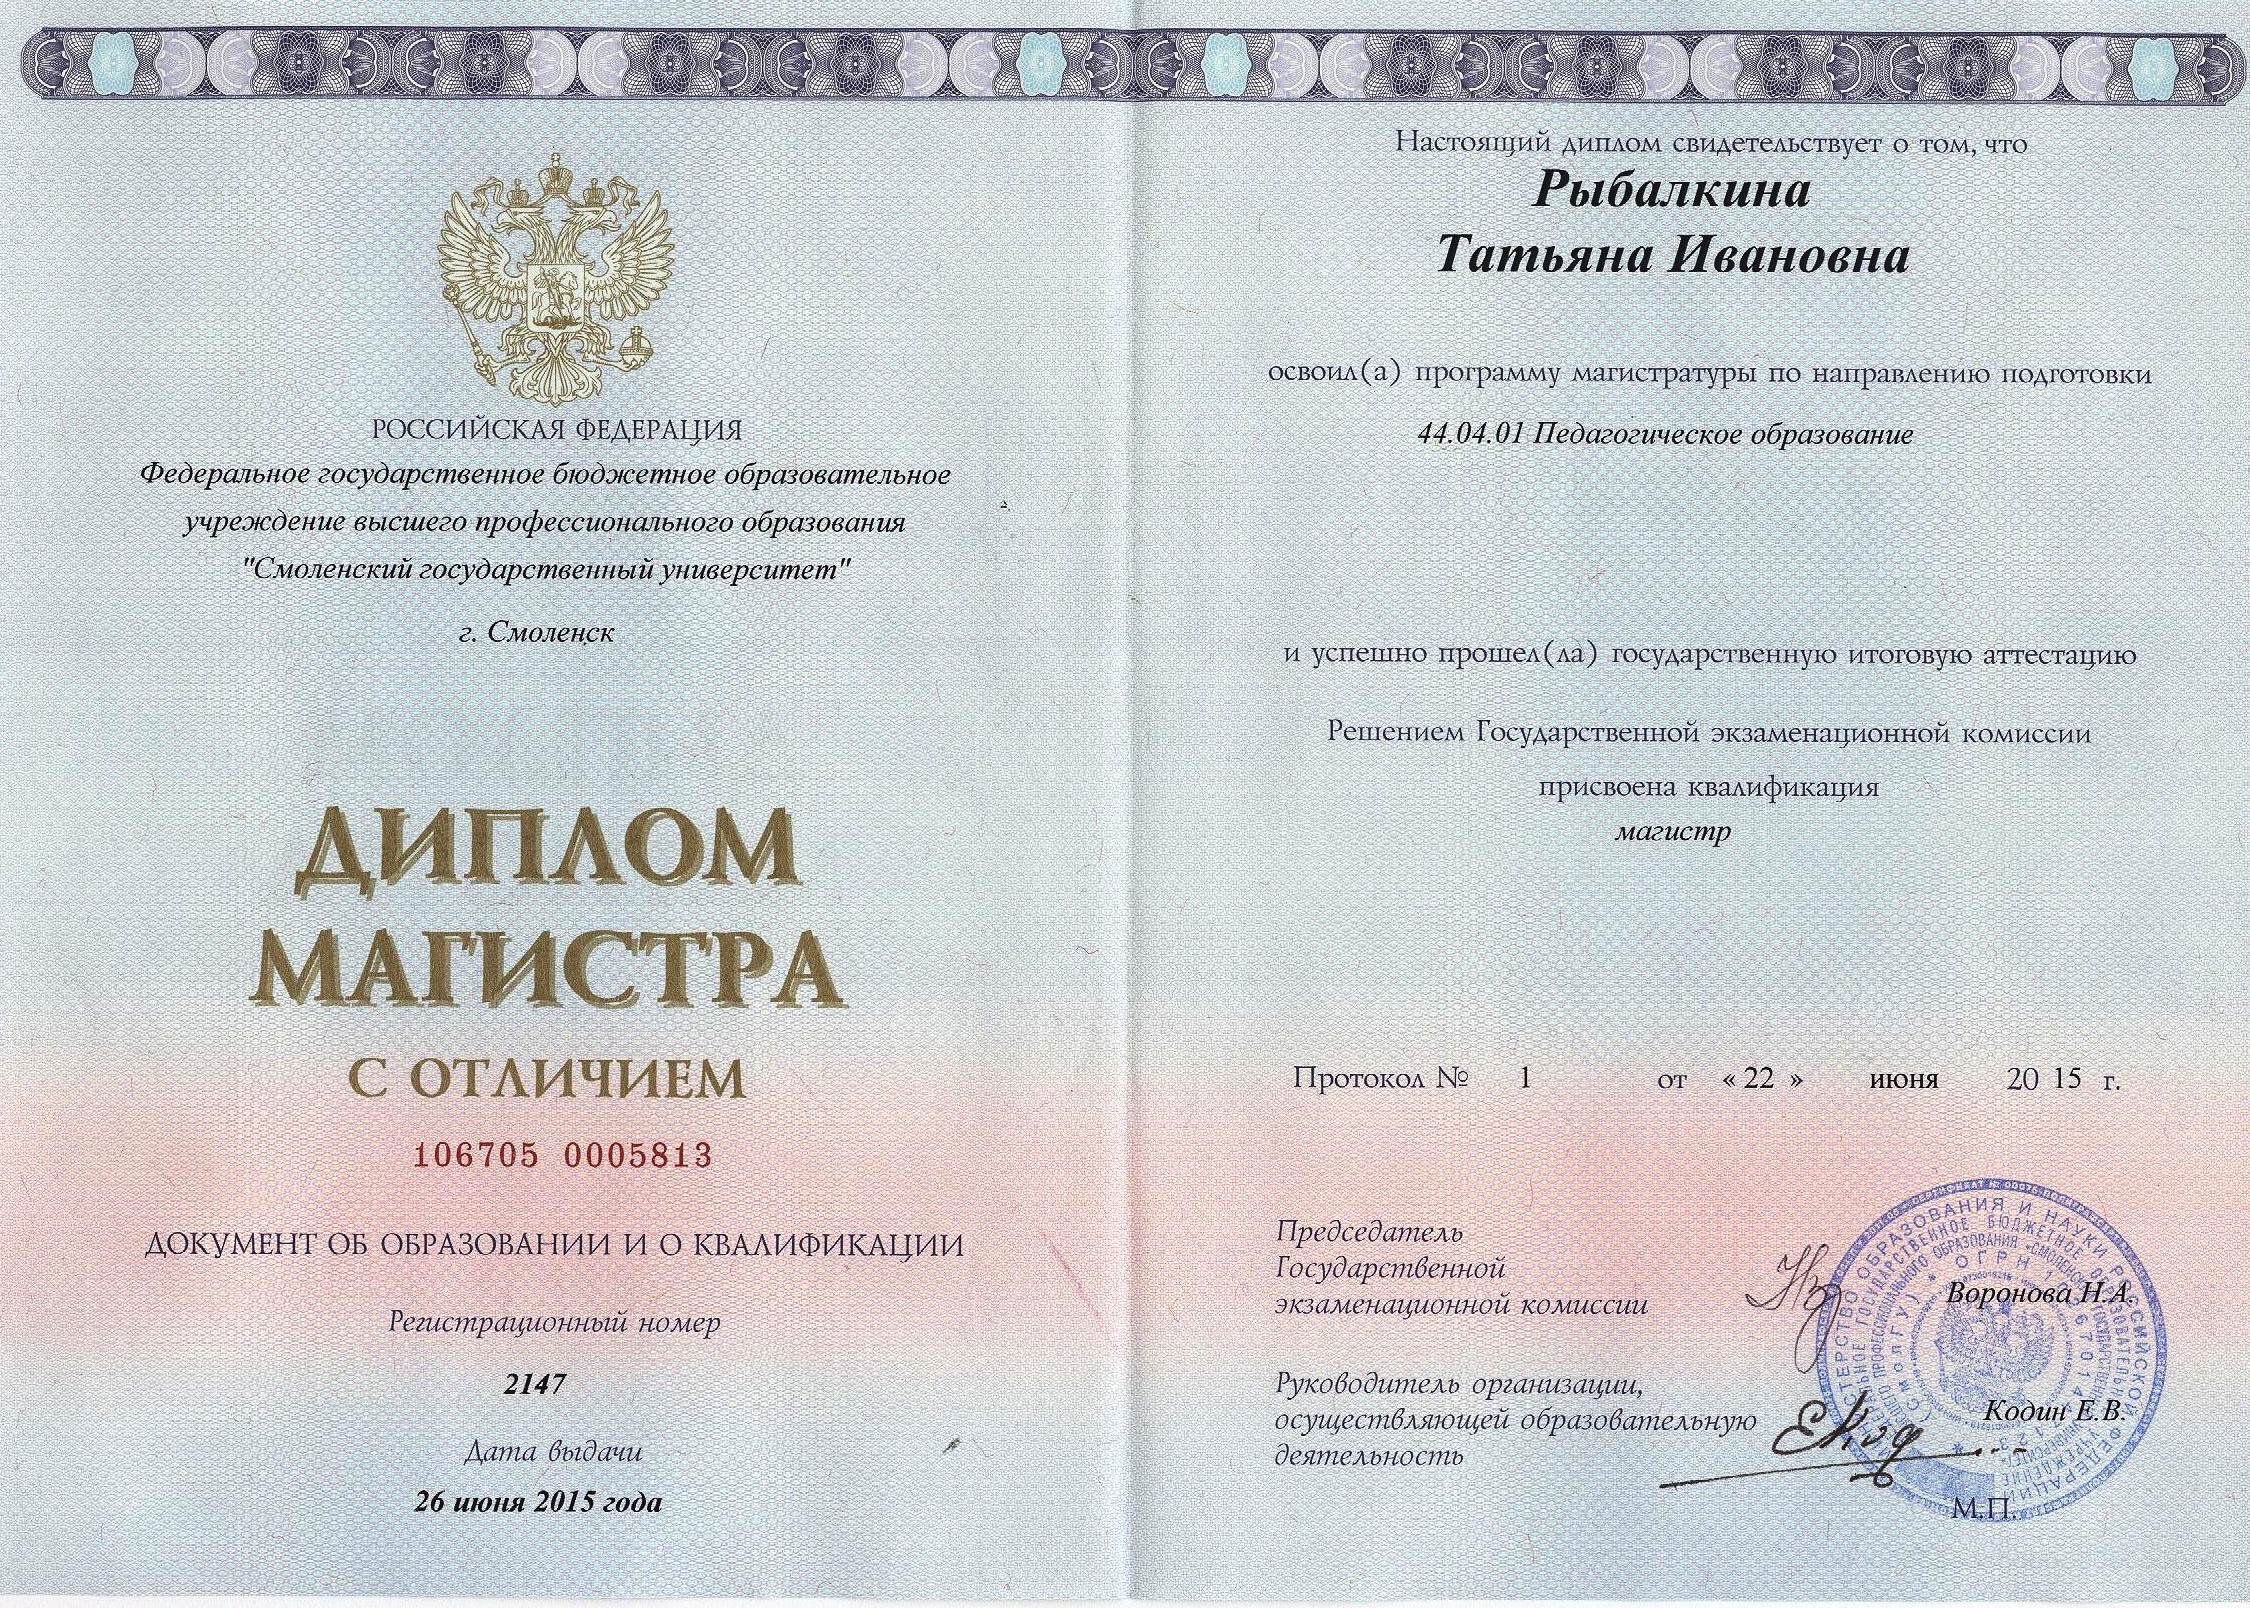 РОССИЙСКАЯ ФЕДЕРАЦИЯ
Федеральное государственное бюджетное образовательное
учреждение высшего профессионального образования
"Смоленский государственный университет"
г. Смоленск
ДИПЛОМ
МАГИСТРА
С ОТЛИЧИЕМ
106705 0005813
ДОКУМЕНТ ОБ ОБРАЗОВАНИИ И О КВАЛИФИКАЦИИ
Регистрационный номер
2147
Дата выдачи
26 июня 2015 года
Настоящий диплом свидетельствует о том, что
Рыбалкина
Татьяна Ивановна
освоил(а) программу магистратуры по направлению подготовки
44.04.01 Педагогическое образование
и успешно прошел(ла) государственную итоговую аттестацию
Решением Государственной экзаменационной комиссии
присвоена квалификация
магистр
Протокол № 1 от « 22 » июня 20 15 г.
Председатель
Государственной
экзаменационной комиссии
Воронова Н.А.
Руководитель организации,
осуществляющей образовательную
деятельность
Кодин Е.В.
М.П.